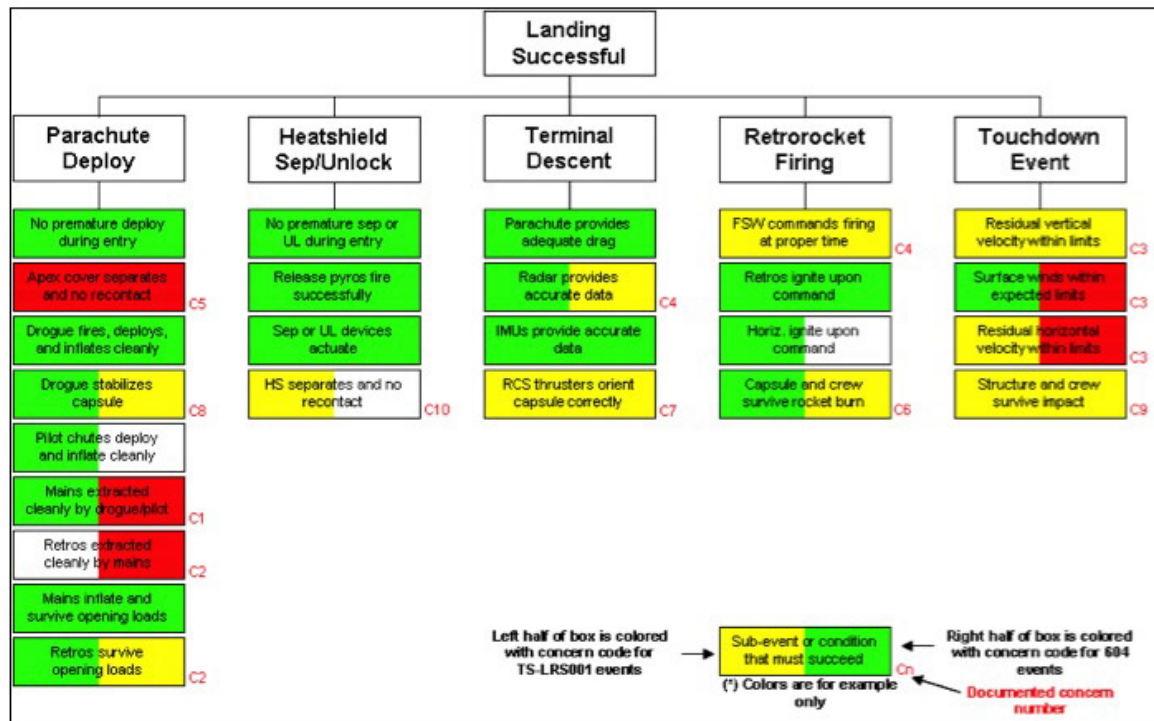 Landing
Successful
Parachute
Deploy
No premature deploy
during entry
Apex cover separates
and no recontact
C5
Drogue fires, deploys,
and inflates cleanly
Drogue stabilizes
capsule
C8
Pilot chutes deploy
and inflate cleanly
Mains extracted
cleanly by drogue/pilot
C1
Retros extracted
cleanly by mains
C2
Mains inflate and
survive opening loads
Retros survive
opening loads
C2
Heatshield
Sep/Unlock
No premature sep or
UL during entry
Release pyros fire
successfully
Sep or UL devices
actuate
HS separates and no
recontact
C10
Terminal
Descent
Parachute provides
adequate drag
Radar provides
accurate data
C4
IMUs provide accurate
data
RCS thrusters orient
capsule correctly
C7
Retrorocket
Firing
FSW commands firing
at proper time
C4
Retros ignite upon
command
Horiz. ignite upon
command
Capsule and crew
survive rocket burn
C6
Touchdown
Event
Residual vertical
velocity within limits
C3
Surface winds within
expected limits
C3
Residual horizontal
velocity within limits
C3
Structure and crew
survive impact
C9
Left half of box is colored
with concern code for
TS-LRS001 events
Sub-event or condition
that must succeed
Cn
(*) Colors are for example
only
Right half of box is colored
with concern code for 604
events
Documented concern
number